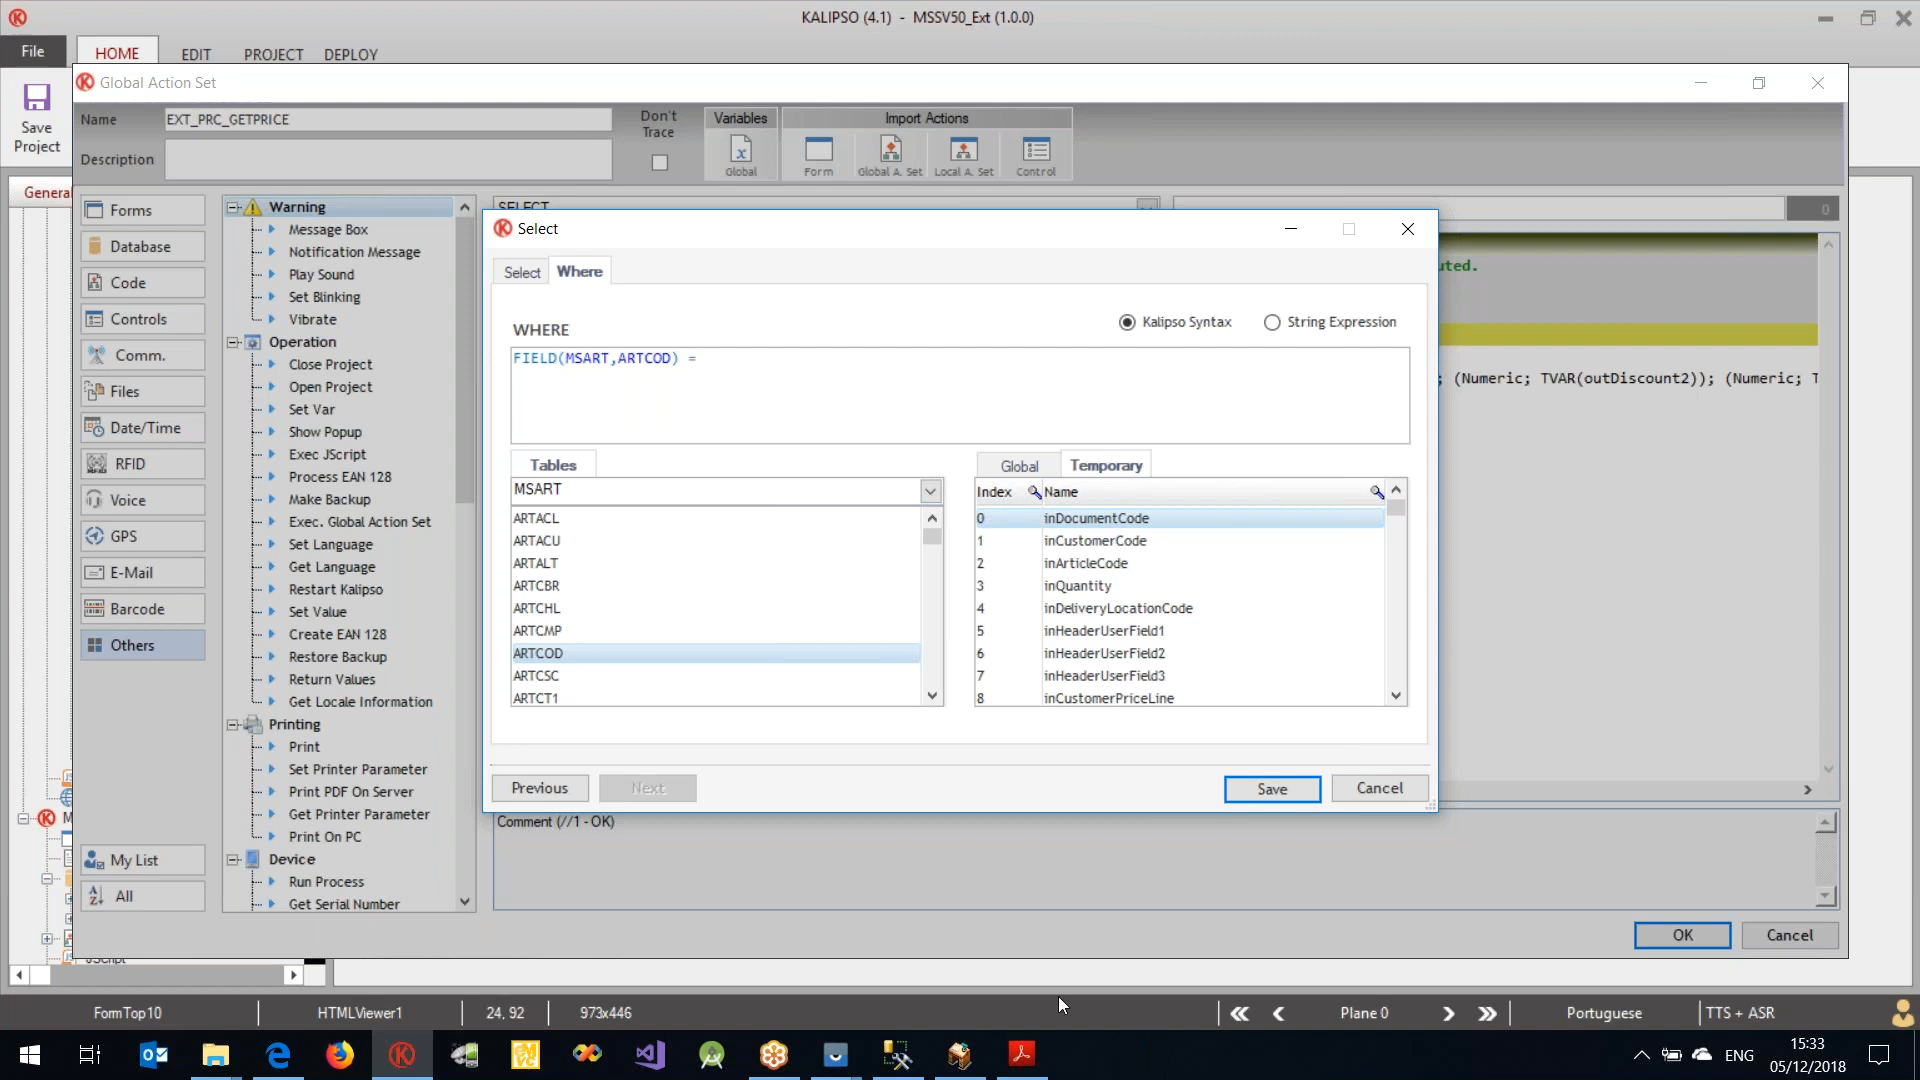 KALIPSO (4.1) - MSSV50_Ext (1.0.0)
File
HOME
EDIT
PROJECT
DEPLOY
Save
Project
Global Action Set
Name
EXT_PRC_GETPRICE
Description
Don't
Trace
Variables
Global
Import Actions
Form
Global A. Set
Local A. Set
Control
General
Forms
Database
Code
Controls
Comm.
Files
Date/Time
RFID
Voice
GPS
E-Mail
Barcode
Others
My List
All
Warning
Message Box
Notification Message
Play Sound
Set Blinking
Vibrate
Operation
Close Project
Open Project
Set Var
Show Popup
Exec JScript
Process EAN 128
Make Backup
Exec. Global Action Set
Set Language
Get Language
Restart Kalipso
Set Value
Create EAN 128
Restore Backup
Return Values
Get Locale Information
Printing
Print
Set Printer Parameter
Print PDF On Server
Get Printer Parameter
Print On PC
Device
Run Process
Get Serial Number
SELECT
0
uted.
; (Numeric; TVAR(outDiscount2)); (Numeric; T
Select
Select
Where
WHERE
Kalipso Syntax
String Expression
FIELD(MSART,ARTCOD) =
Tables
MSART
ARTACL
ARTACU
ARTALT
ARTCBR
ARTCHL
ARTCMP
ARTCOD
ARTCSC
ARTCT1
Global
Temporary
Index
Name
0 inDocumentCode
1 inCustomerCode
2 inArticleCode
3 inQuantity
4 inDeliveryLocationCode
5 inHeaderUserField1
6 inHeaderUserField2
7 inHeaderUserField3
8 inCustomerPriceLine
Previous
Next
Save
Cancel
Comment (//1 - OK)
OK
Cancel
M
JScript
FormTop10
HTMLViewer1
24, 92
973x446
Plane 0
Portuguese
TTS + ASR
ENG
15:33
05/12/2018